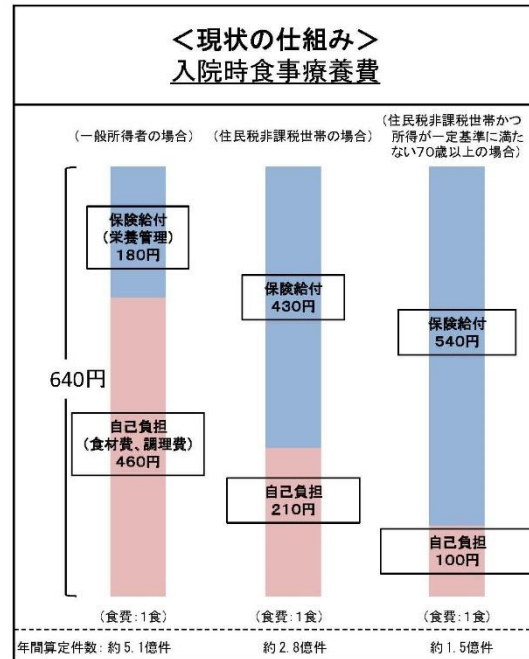 ＜現状の仕組み＞
入院時食事療養費
（一般所得者の場合）
（住民税非課税世帯の場合）
（住民税非課税世帯かつ
所得が一定基準に満た
ない７０歳以上の場合）
640円
保険給付
（栄養管理）
１８０円
自己負担
（食材費、調理費）
４６０円
（食費：１食）
保険給付
４３０円
自己負担
２１０円
（食費：１食）
保険給付
５４０円
自己負担
１００円
（食費：１食）
年間算定件数：約５．１億件
約２．８億件
約１．５億件